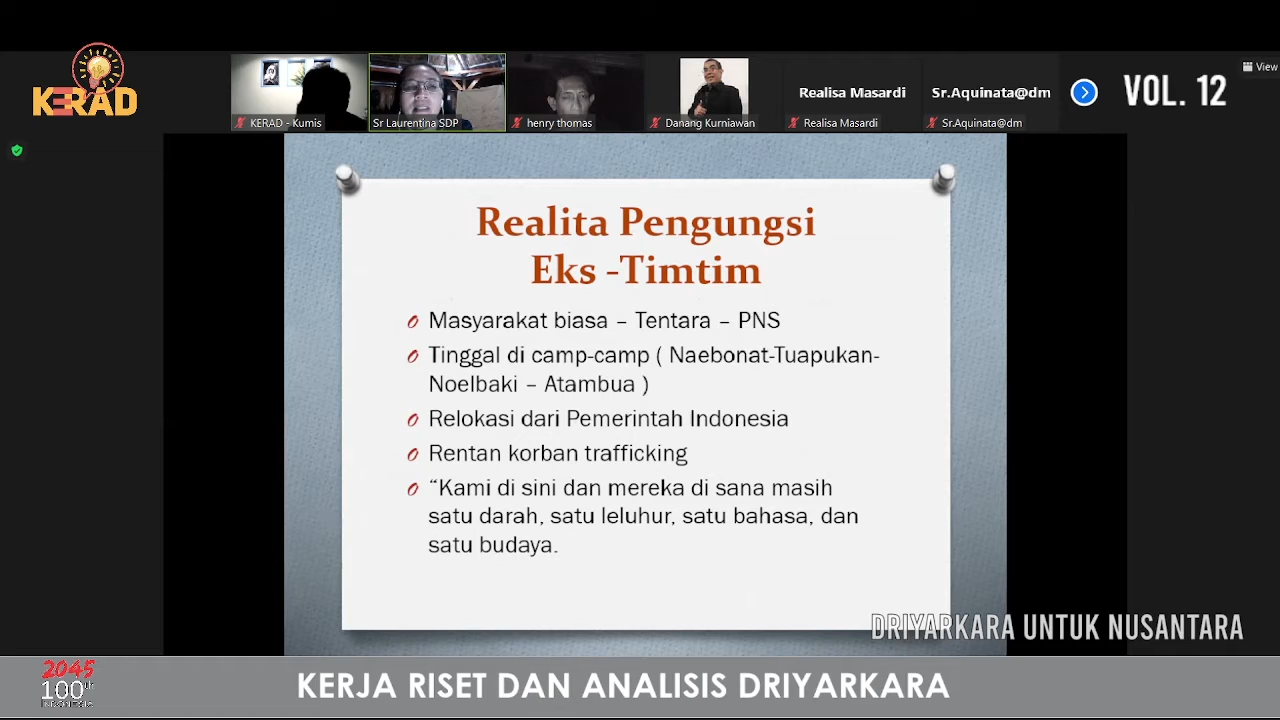 KERAD
KERAD - Kumis
Sr Laurentina SDP
henry thomas
Danang Kurniawan
Realisa Masardi
Realisa Masardi
Sr.Aquinata@dm
Sr.Aquinata@dm
VOL. 12
View
Realita Pengungsi
Eks -Timtim
Masyarakat biasa – Tentara – PNS
Tinggal di camp-camp ( Naebonat-Tuapukan-
Noelbaki – Atambua )
Relokasi dari Pemerintah Indonesia
Rentan korban trafficking
“Kami di sini dan mereka di sana masih
satu darah, satu leluhur, satu bahasa, dan
satu budaya.
DRIYARKARA UNTUK NUSANTARA
2045
100th
INDONESIA
KERJA RISET DAN ANALISIS DRIYARKARA